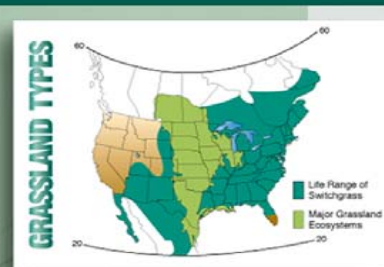 GRASSLAND TYPES
60
60
Life Range of
Switchgrass
Major Grassland
Ecosystems
20
20